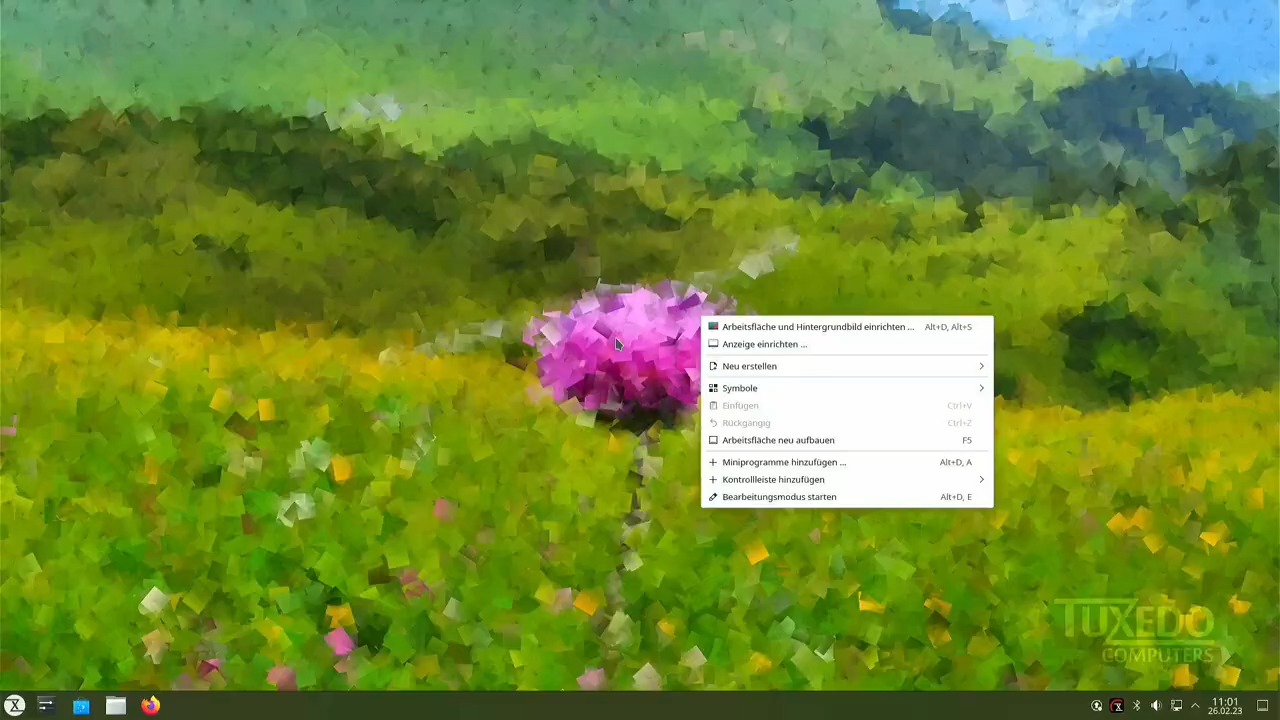 Arbeitsfläche und Hintergrundbild einrichten ... Alt+D, Alt+S
Anzeige einrichten ...
Neu erstellen
Symbole
Einfügen Ctrl+V
Rückgängig Ctrl+Z
Arbeitsfläche neu aufbauen F5
Miniprogramme hinzufügen ... Alt+D, A
Kontrollleiste hinzufügen
Bearbeitungsmodus starten Alt+D, E
TUXEDO
COMPUTERS
11:01
26.02.23